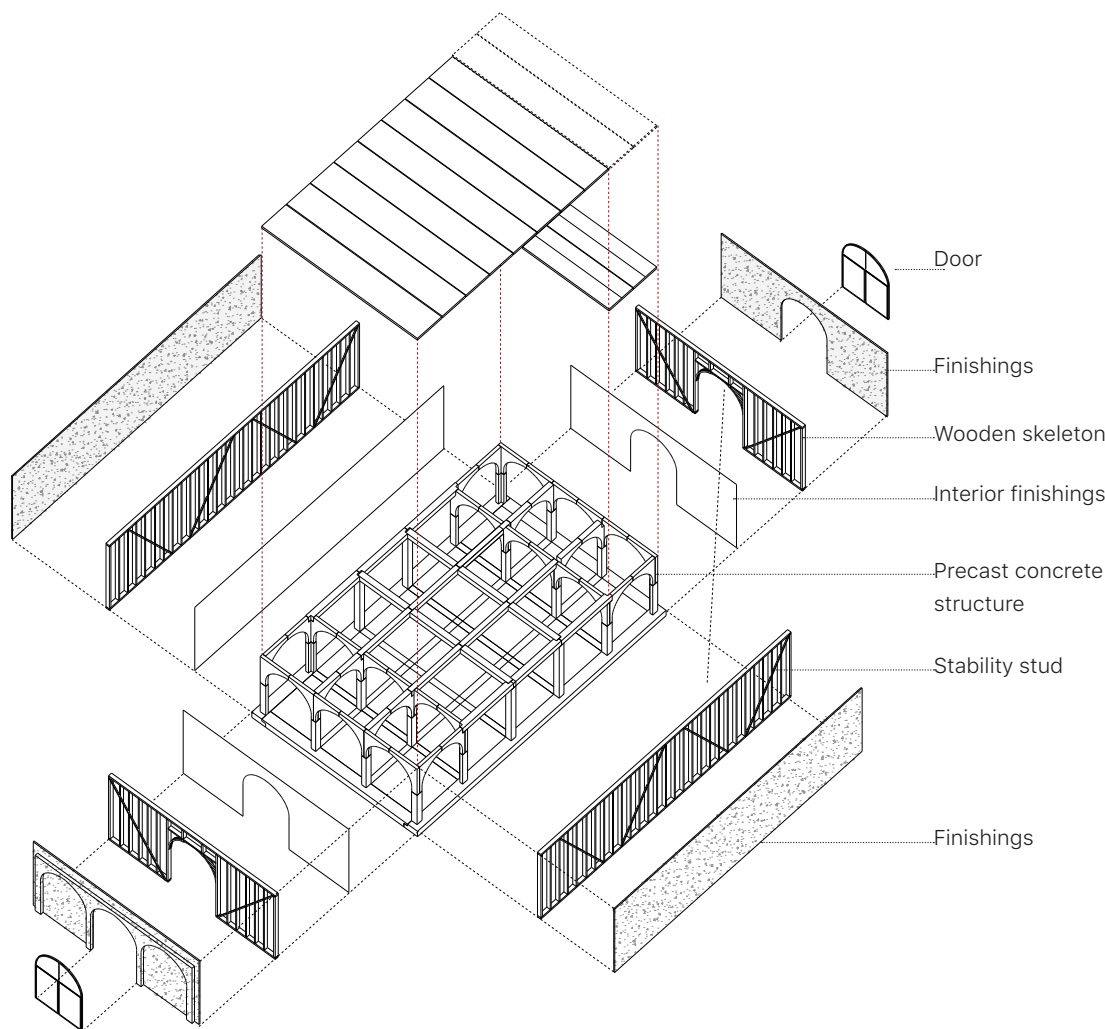 Door
Finishings
Wooden skeleton
Interior finishings
Precast concrete
structure
Stability stud
Finishings